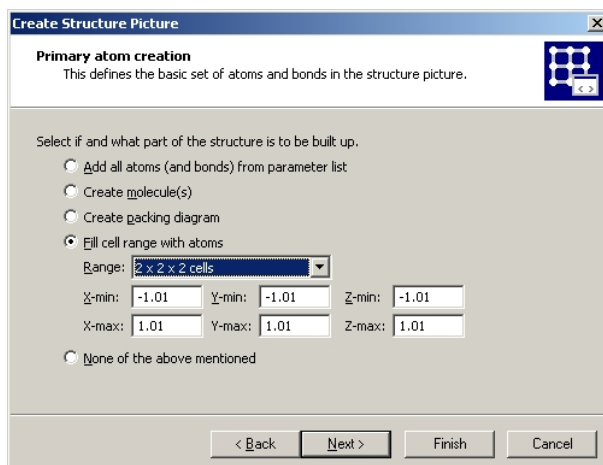 Create Structure Picture
Primary atom creation
This defines the basic set of atoms and bonds in the structure picture.
Select if and what part of the structure is to be built up.
Add all atoms (and bonds) from parameter list
Create molecule(s)
Create packing diagram
Fill cell range with atoms
Range: 2 x 2 x 2 cells
X-min: -1.01 Y-min: -1.01 Z-min: -1.01
X-max: 1.01 Y-max: 1.01 Z-max: 1.01
None of the above mentioned
< Back Next > Finish Cancel